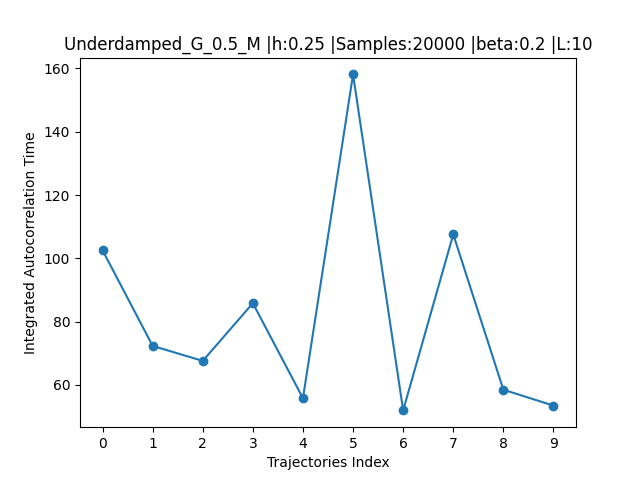 Underdamped_G_0.5_M |h:0.25 |Samples:20000 |beta:0.2 |L:10
160
140
120
100
80
60
Integrated Autocorrelation Time
0 1 2 3 4 5 6 7 8 9
Trajectories Index